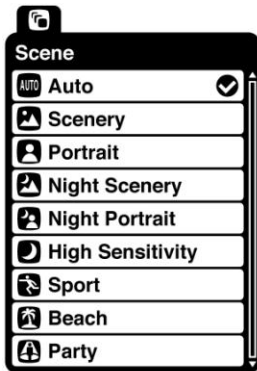 Scene
AUTO Auto
Scenery
Portrait
Night Scenery
Night Portrait
High Sensitivity
Sport
Beach
Party